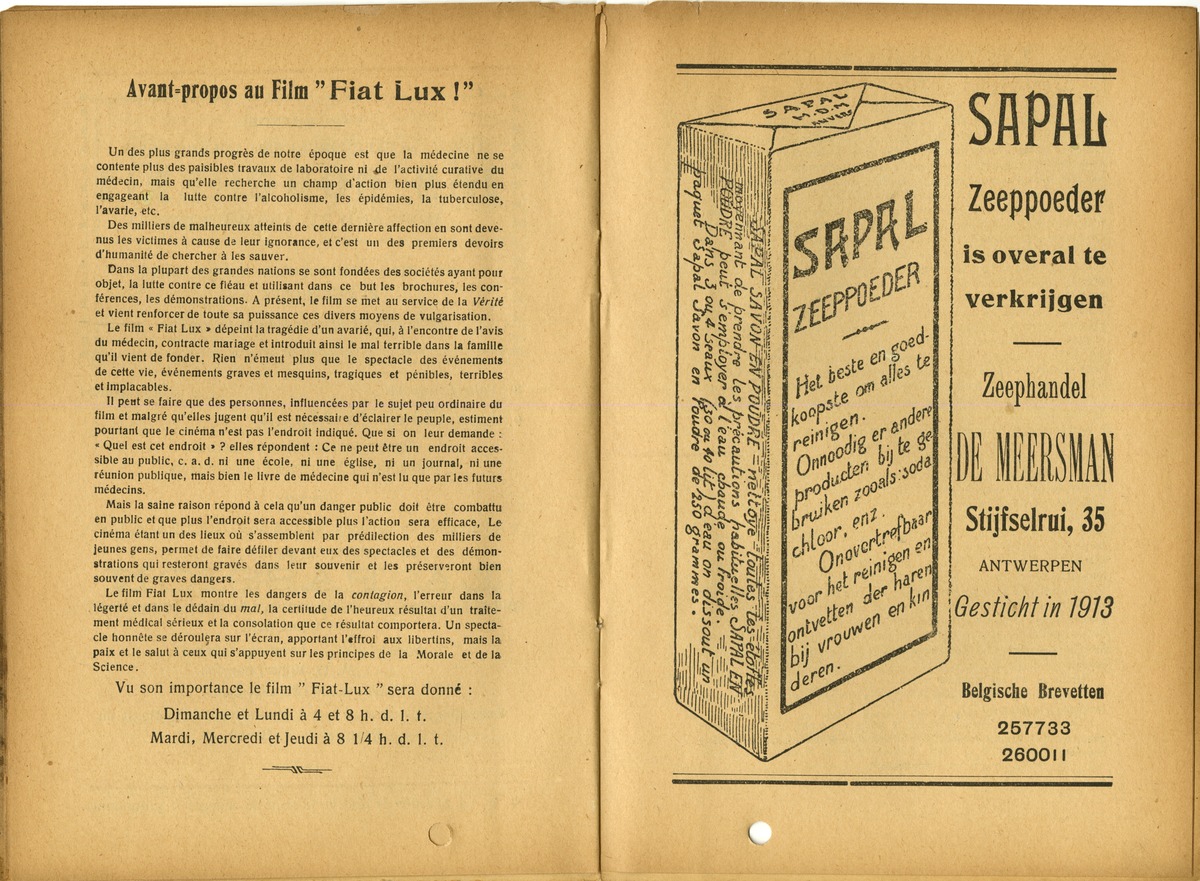 Avant-propos au Film " Fiat Lux ! "
Un des plus grands progrès de notre époque est que la médecine ne se
contente plus des paisibles travaux de laboratoire ni de l'activité curative du
médecin, mais qu'elle recherche un champ d'action bien plus étendu en
engageant la lutte contre l'alcoholisme, les épidémies, la tuberculose,
l'avarie, etc.
Des milliers de malheureux atteints de cette dernière affection en sont deve-
nus les victimes à cause de leur ignorance, et c'est un des premiers devoirs
d'humanité de chercher à les sauver.
Dans la plupart des grandes nations se sont fondées des sociétés ayant pour
objet, la lutte contre ce fléau et utilisant dans ce but les brochures, les con-
férences, les démonstrations. A présent, le film se met au service de la Vérité
et vient renforcer de toute sa puissance ces divers moyens de vulgarisation.
Le film « Fiat Lux » dépeint la tragédie d'un avarié, qui, à l'encontre de l'avis
du médecin, contracte mariage et introduit ainsi le mal terrible dans la famille
qu'il vient de fonder. Rien n'émeut plus que le spectacle des événements
de cette vie, événements graves et mesquins, tragiques et pénibles, terribles
et implacables.
Il peut se faire que des personnes, influencées par le sujet peu ordinaire du
film et malgré qu'elles jugent qu'il est nécessaire d'éclairer le peuple, estiment
pourtant que le cinéma n'est pas l'endroit indiqué. Que si on leur demande :
« Quel est cet endroit » ? elles répondent : Ce ne peut être un endroit acces-
sible au public, c. a. d. ni une école, ni une église, ni un journal, ni une
réunion publique, mais bien le livre de médecine qui n'est lu que par les futurs
médecins.
Mais la saine raison répond à cela qu'un danger public doit être combattu
en public et que plus l'endroit sera accessible plus l'action sera efficace, Le
cinéma étant un des lieux où s'assemblent par prédilection des milliers de
jeunes gens, permet de faire défiler devant eux des spectacles et des démon-
strations qui resteront gravés dans leur souvenir et les préserveront bien
souvent de graves dangers.
Le film Fiat Lux montre les dangers de la contagion, l'erreur dans la
légerté et dans le dédain du mal, la certitude de l'heureux résultat d'un traite-
ment médical sérieux et la consolation que ce résultat comportera. Un specta-
cle honnête se déroulera sur l'écran, apportant l'effroi aux libertins, mais la
paix et le salut à ceux qui s'appuyent sur les principes de la Morale et de la
Science.
Vu son importance le film " Fiat-Lux " sera donné :
Dimanche et Lundi à 4 et 8 h. d. l. t.
Mardi, Mercredi et Jeudi à 8 1/4 h. d. l. t.
SAPAL
H.D.M
ANVERS
SAPAL SAVON EN POUDRE = nettoye toutes les étoffes
moyennant de prendre les précautions habituelles SAPAL EN
POUDRE peut s'employer à l'eau chaude ou froide.
Dans 3 ou 4 seaux (30 ou 40 lit) d'eau on dissout un
paquet Sapal Savon en Poudre de 250 grammes.
SAPAL
ZEEPPOEDER
Het beste en goed-
koopste om alles te
reinigen.
Onnoodig er andere
producten bij te ge
bruiken zooals: soda
chloor, enz.
Onovertrefbaar
voor het reinigen en
ontvetten der haren
bij vrouwen en kin
deren.
SAPAL
Zeeppoeder
is overal te
verkrijgen
Zeephandel
DE MEERSMAN
Stijfselrui, 35
ANTWERPEN
Gesticht in 1913
Belgische Brevetten
257733
260011